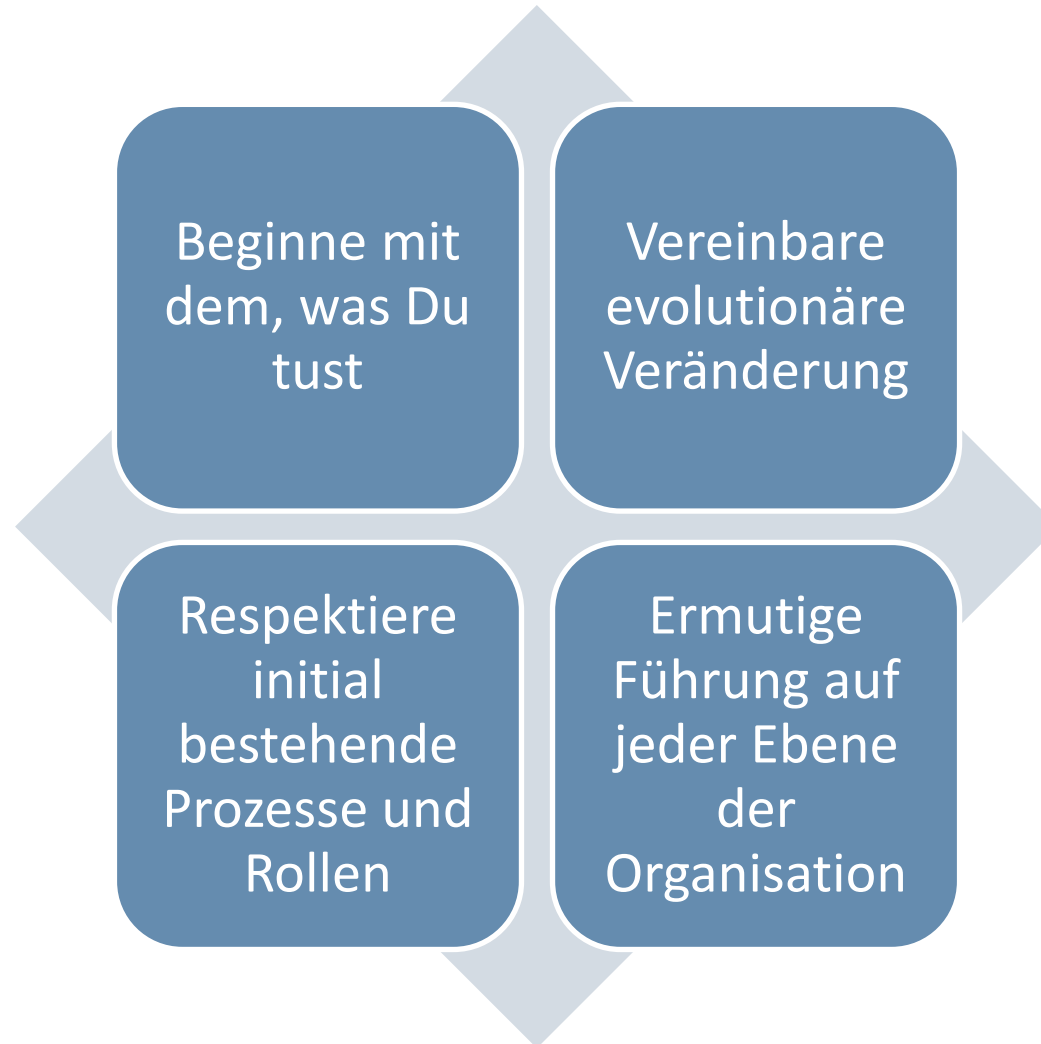 Beginne mit
dem, was Du
tust
Vereinbare
evolutionäre
Veränderung
Respektiere
initial
bestehende
Prozesse und
Rollen
Ermutige
Führung auf
jeder Ebene
der
Organisation